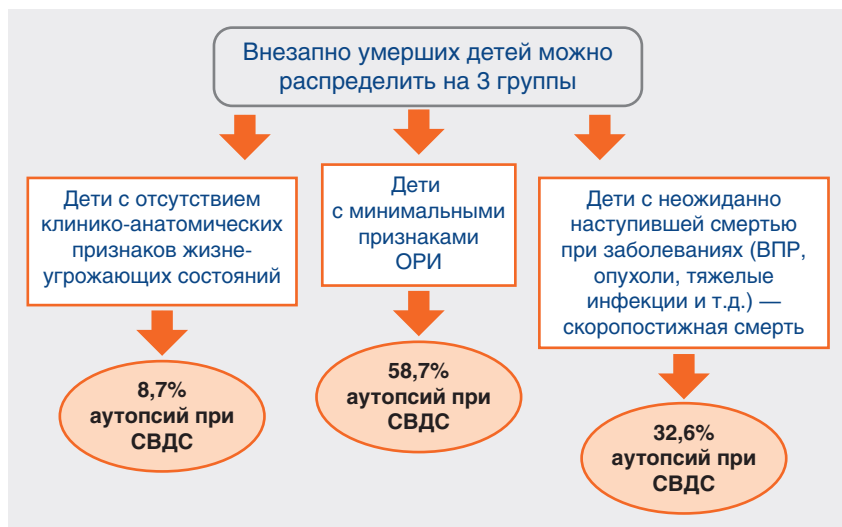 Внезапно умерших детей можно
распределить на 3 группы
Дети с отсутствием
клинико-анатомических
признаков жизне-
угрожающих состояний
8,7%
аутопсий при
СВДС
Дети
с минимальными
признаками
ОРИ
58,7%
аутопсий при
СВДС
Дети с неожиданно
наступившей смертью
при заболеваниях (ВПР,
опухоли, тяжелые
инфекции и т.д.) —
скоропостижная смерть
32,6%
аутопсий при
СВДС